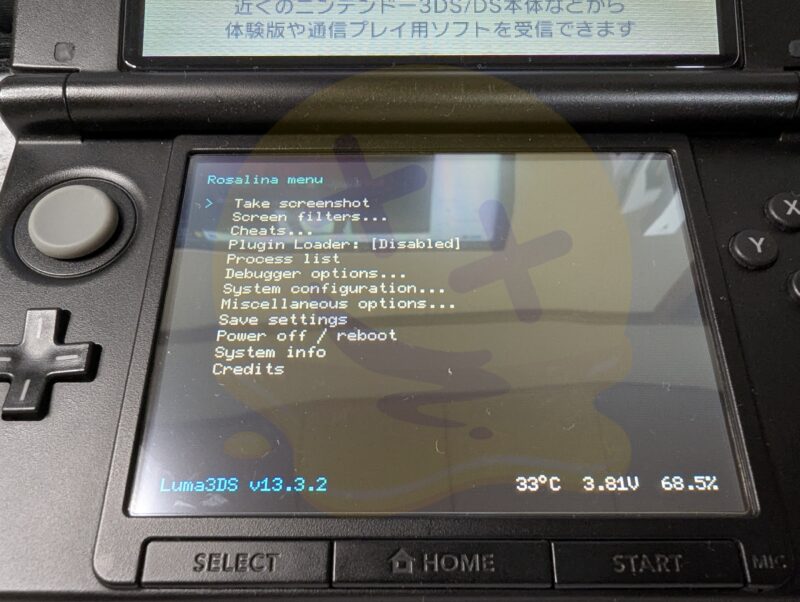 近くのニンテンドー3DS/DS本体などから
体験版や通信プレイ用ソフトを受信できます
Rosalina menu
> Take screenshot
Screen filters...
Cheats...
Plugin Loader: [Disabled]
Process list
Debugger options...
System configuration...
Miscellaneous options...
Save settings
Power off / reboot
System info
Credits
Luma3DS v13.3.2 33°C 3.81V 68.5%
X
Y
SELECT HOME START MIC